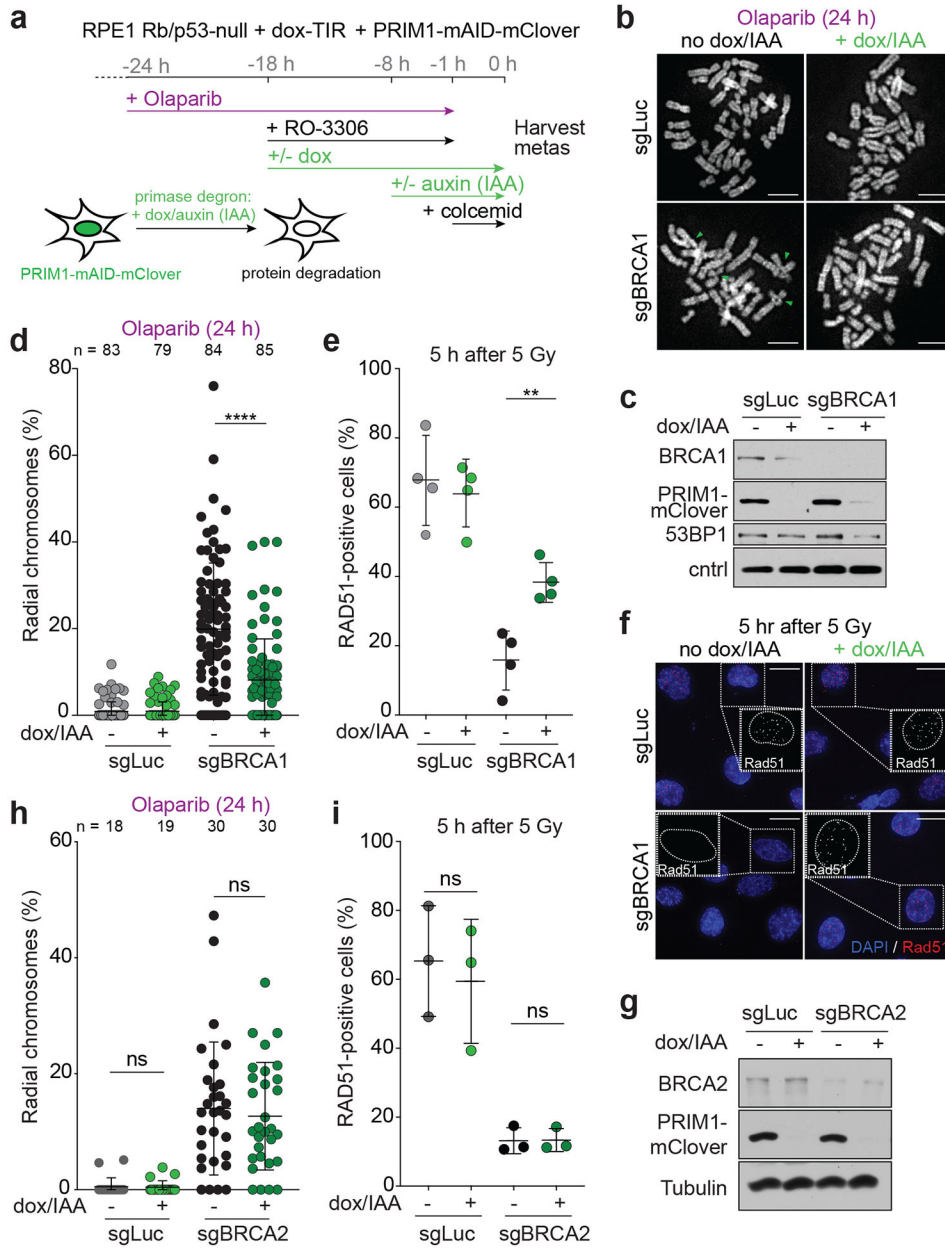 a
RPE1 Rb/p53-null + dox-TIR + PRIM1-mAID-mClover
-24 h -18 h -8 h -1 h 0 h
+ Olaparib
+ RO-3306
Harvest
metas
+/- dox
+/- auxin (IAA)
+ colcemid
primase degron:
+ dox/auxin (IAA)
PRIM1-mAID-mClover
protein degradation
b
Olaparib (24 h)
no dox/IAA + dox/IAA
sgLuc
sgBRCA1
c
sgLuc sgBRCA1
dox/IAA - + - +
BRCA1
PRIM1-
mClover
53BP1
cntrl
d
Olaparib (24 h)
n = 83 79 84 85
Radial chromosomes (%)
80
60
40
20
0
****
dox/IAA - + - +
sgLuc sgBRCA1
e
5 h after 5 Gy
RAD51-positive cells (%)
100
80
60
40
20
0
**
dox/IAA - + - +
sgLuc sgBRCA1
f
5 hr after 5 Gy
no dox/IAA + dox/IAA
sgLuc
Rad51 Rad51
sgBRCA1
Rad51 Rad51
DAPI / Rad51
g
sgLuc sgBRCA2
dox/IAA - + - +
BRCA2
PRIM1-
mClover
Tubulin
h
Olaparib (24 h)
n = 18 19 30 30
Radial chromosomes (%)
60
40
20
0
ns ns
dox/IAA - + - +
sgLuc sgBRCA2
i
5 h after 5 Gy
RAD51-positive cells (%)
100
80
60
40
20
0
ns
ns
dox/IAA - + - +
sgLuc sgBRCA2